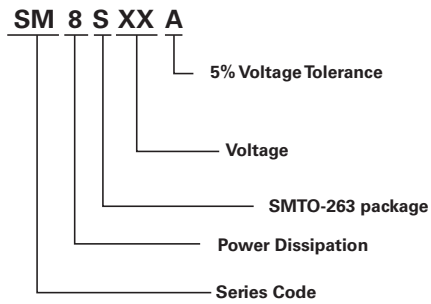 SM 8 S XX A
5% Voltage Tolerance
Voltage
SMTO-263 package
Power Dissipation
Series Code